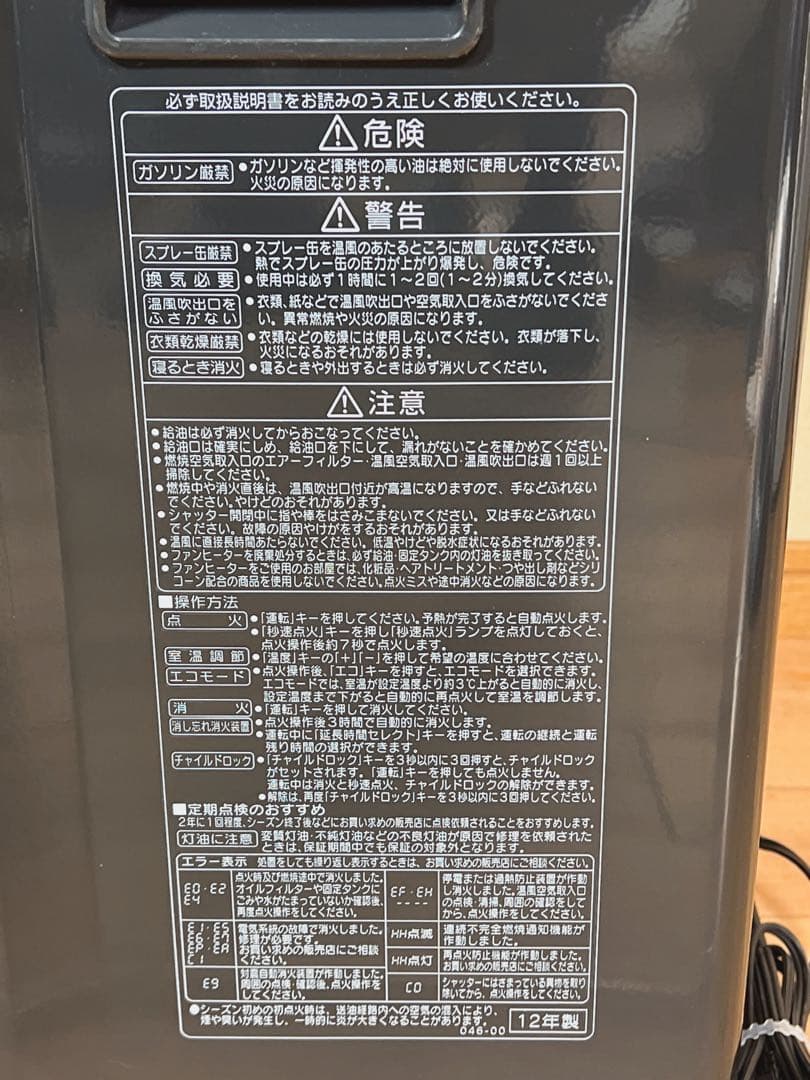 必ず取扱説明書をお読みのうえ正しくお使いください。
⚠危険
ガソリン厳禁
●ガソリンなど揮発性の高い油は絶対に使用しないでください。
火災の原因になります。
⚠警告
スプレー缶厳禁
●スプレー缶を温風のあたるところに放置しないでください。
熱でスプレー缶の圧力が上がり爆発し、危険です。
換気必要
●使用中は必ず1時間に1～2回(1～2分)換気してください。
温風吹出口を
ふさがない
●衣類、紙などで温風吹出口や空気取入口をふさがないでくださ
い。異常燃焼や火災の原因になります。
衣類乾燥厳禁
●衣類などの乾燥には使用しないでください。衣類が落下し、
火災になるおそれがあります。
寝るとき消火
●寝るときや外出するときは必ず消火してください。
⚠注意
●給油は必ず消火してからおこなってください。
●給油口は確実にしめ、給油口を下にして、漏れがないことを確かめてください。
●燃焼空気取入口のエアーフィルター・温風空気取入口・温風吹出口は週1回以上
掃除してください。
●燃焼中や消火直後は、温風吹出口付近が高温になりますので、手などふれない
でください。やけどのおそれがあります。
●シャッター開閉中に指や棒をはさみこまないでください。又は手などふれない
でください。故障の原因やけがをするおそれがあります。
●温風に直接長時間あたらないでください。低温やけどや脱水症状になるおそれがあります。
●ファンヒーターを廃棄処分するときは、必ず給油・固定タンク内の灯油を抜き取ってください。
●ファンヒーターをご使用のお部屋では、化粧品・ヘアトリートメント・つや出し剤などシリ
コーン配合の商品を使用しないでください。点火ミスや途中消火などの原因になります。
■操作方法
点火
●「運転」キーを押してください。予熱が完了すると自動点火します。
●「秒速点火」キーを押し「秒速点火」ランプを点灯しておくと、
点火操作後約7秒で点火します。
室温調節
●「温度」キーの「+」「−」を押して希望の温度に合わせてください。
エコモード
●点火操作後、「エコ」キーを押すと、エコモードを選択できます。
エコモードでは、室温が設定温度より約3℃上がると自動的に消火し、
設定温度まで下がると自動的に再点火して室温を調節します。
消火
●「運転」キーを押して消火してください。
消し忘れ消火装置
●点火操作後3時間で自動的に消火します。
●運転中に「延長時間セレクト」キーを押すと、運転の継続と運転
残り時間の選択ができます。
チャイルドロック
●「チャイルドロック」キーを3秒以内に3回押すと、チャイルドロック
がセットされます。「運転」キーを押しても点火しません。
運転中は消火と秒速点火、チャイルドロックの解除ができます。
●解除は、再度「チャイルドロック」キーを3秒以内に3回押してください。
■定期点検のおすすめ
2年に1回程度、シーズン終了後などにお買い求めの販売店に点検依頼されることをおすすめします。
灯油に注意
変質灯油・不純灯油などの不良灯油が原因で修理を依頼された
ときは、保証期間中でも保証の対象外となります。
エラー表示 処置をしても繰り返し表示するときは、お買い求めの販売店にご相談ください。
E0・E2
E4
点火時及び燃焼途中で消火しました。
オイルフィルターや固定タンクに
ごみや水がたまっていないか確認後、
再度点火操作をしてください。
EF・EH
----
停電または過熱防止装置が作動
し消火しました。温風空気取入口
の点検・清掃、周囲の確認をして
から、点火操作をしてください。
EP・EA
C1
電気系統の故障で消火しました。
修理が必要です。
お買い求めの販売店にご相談
ください。
HH点滅
連続不完全燃焼通知機能が
作動しました。
HH点灯
再点火防止機能が作動しました。
お買い求めの販売店にご相談ください。
E9
対震自動消火装置が作動しました。
周囲の点検・確認後、点火操作を
してください。
CO
シャッターにはさまっている異物を取り
除いてから、点火操作をしてください。
●シーズン初めの初点火時は、送油経路内への空気の混入により、
煙や臭いが発生し、一時的に炎が大きくなることがあります。
046-00
12年製